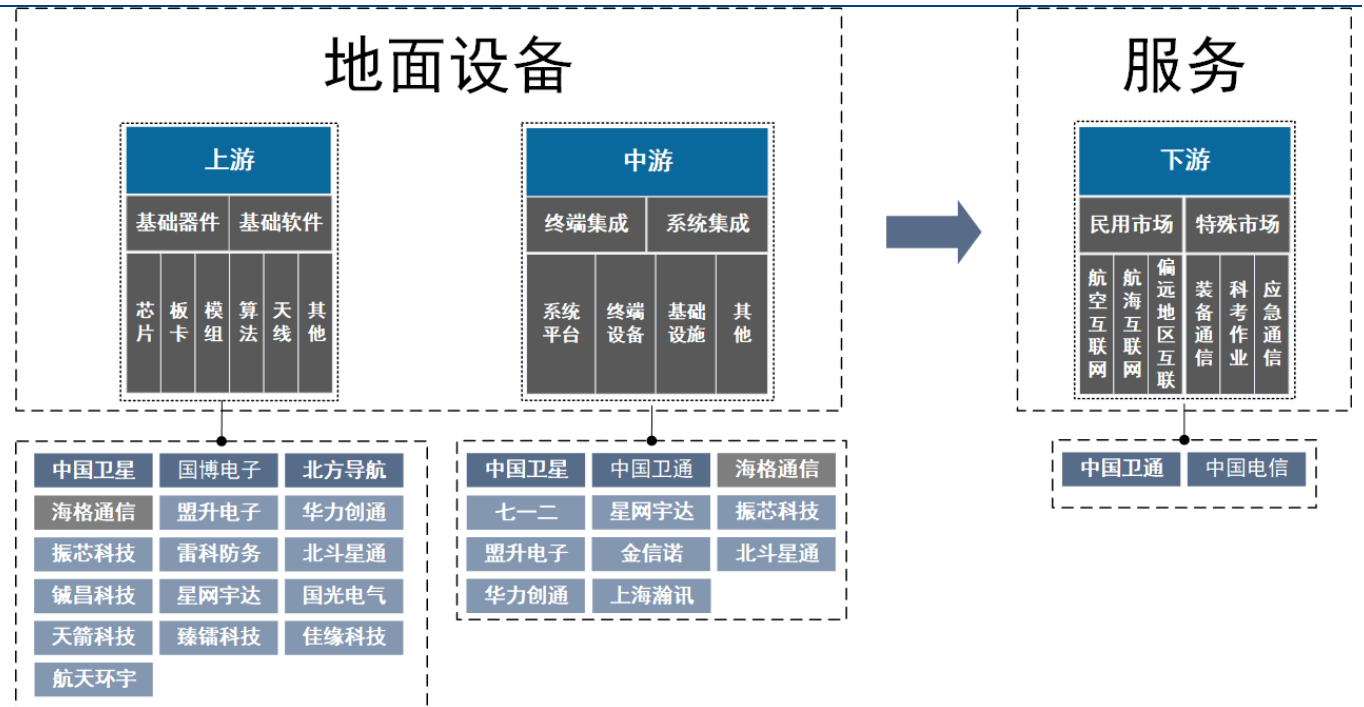 地面设备
服务
上游
基础器件 基础软件
芯片 板卡 模组 算法 天线 其他
中游
终端集成 系统集成
系统平台 终端设备 基础设施 其他
下游
民用市场 特殊市场
航空互联网 航海互联网 偏远地区互联 装备通信 科考作业 应急通信
中国卫星 国博电子 北方导航
海格通信 盟升电子 华力创通
振芯科技 雷科防务 北斗星通
铖昌科技 星网宇达 国光电气
天箭科技 臻镭科技 佳缘科技
航天环宇
中国卫星 中国卫通 海格通信
七一二 星网宇达 振芯科技
盟升电子 金信诺 北斗星通
华力创通 上海瀚讯
中国卫通 中国电信